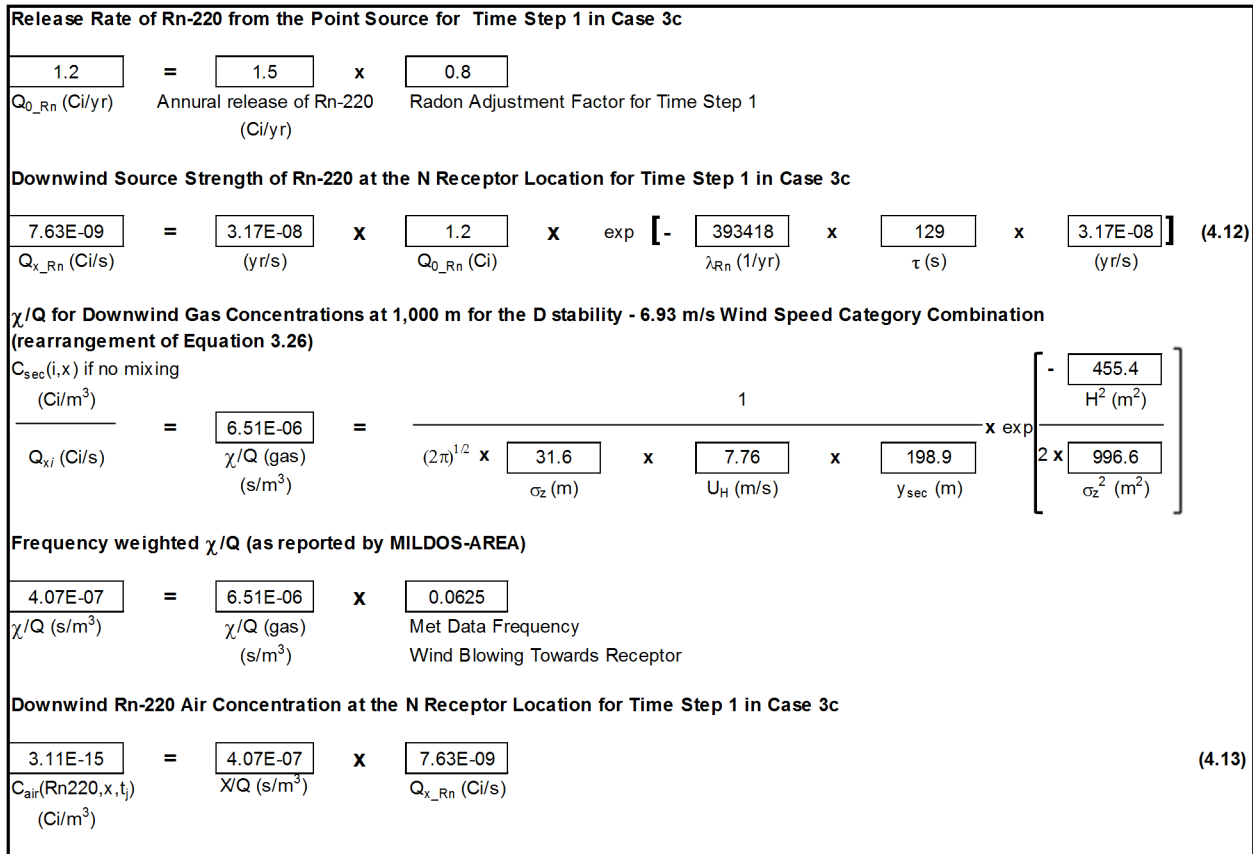 Release Rate of Rn-220 from the Point Source for Time Step 1 in Case 3c
1.2 = 1.5 x 0.8
Q0_Rn (Ci/yr) Annural release of Rn-220 Radon Adjustment Factor for Time Step 1
(Ci/yr)
Downwind Source Strength of Rn-220 at the N Receptor Location for Time Step 1 in Case 3c
7.63E-09 = 3.17E-08 x 1.2 x exp [- 393418 x 129 x 3.17E-08 ] (4.12)
Qx_Rn (Ci/s) (yr/s) Q0_Rn (Ci) λRn (1/yr) τ (s) (yr/s)
χ/Q for Downwind Gas Concentrations at 1,000 m for the D stability - 6.93 m/s Wind Speed Category Combination
(rearrangement of Equation 3.26)
Csec(i,x) if no mixing
(Ci/m³) 1 - 455.4
H² (m²)
= 6.51E-06 = x exp
Qxi (Ci/s) χ/Q (gas) (2π)1/2 x 31.6 x 7.76 x 198.9 2 x 996.6
(s/m³) σz (m) UH (m/s) ysec (m) σz² (m²)
Frequency weighted χ/Q (as reported by MILDOS-AREA)
4.07E-07 = 6.51E-06 x 0.0625
χ/Q (s/m³) χ/Q (gas) Met Data Frequency
(s/m³) Wind Blowing Towards Receptor
Downwind Rn-220 Air Concentration at the N Receptor Location for Time Step 1 in Case 3c
3.11E-15 = 4.07E-07 x 7.63E-09 (4.13)
Cair(Rn220,x,tj) X/Q (s/m³) Qx_Rn (Ci/s)
(Ci/m³)